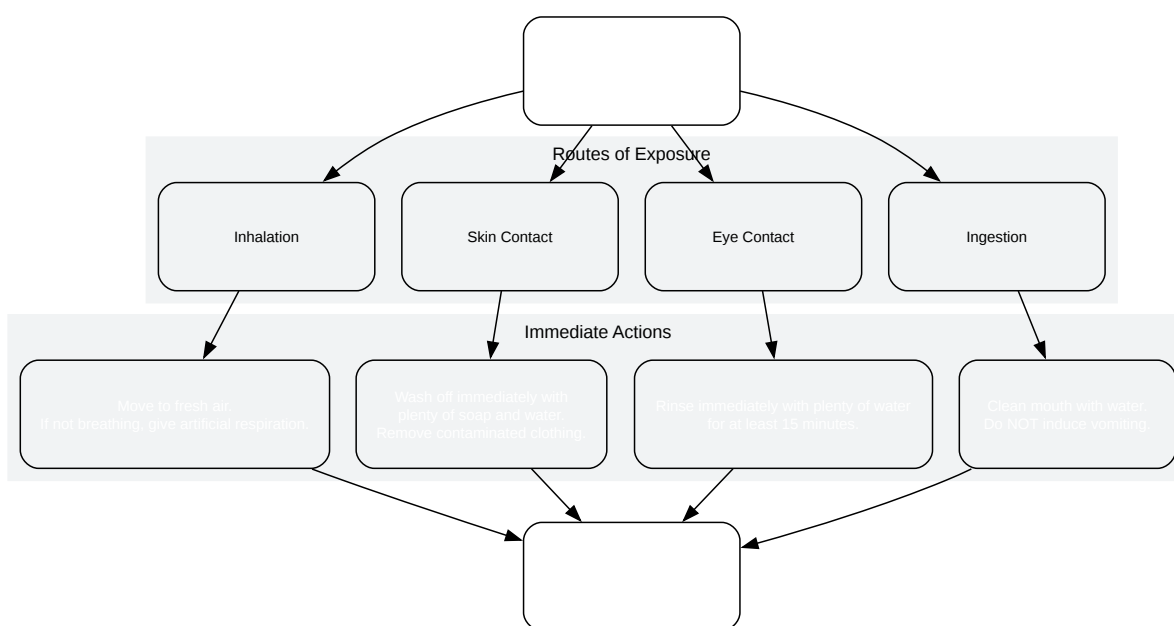 Routes of Exposure
Inhalation
Skin Contact
Eye Contact
Ingestion
Immediate Actions
Move to fresh air.
If not breathing, give artificial respiration.
Wash off immediately with
plenty of soap and water
Remove contaminated clothing.
Rinse immediately with plenty of water
for at least 15 minutes.
Clean mouth with water.
Do NOT induce vomiting.